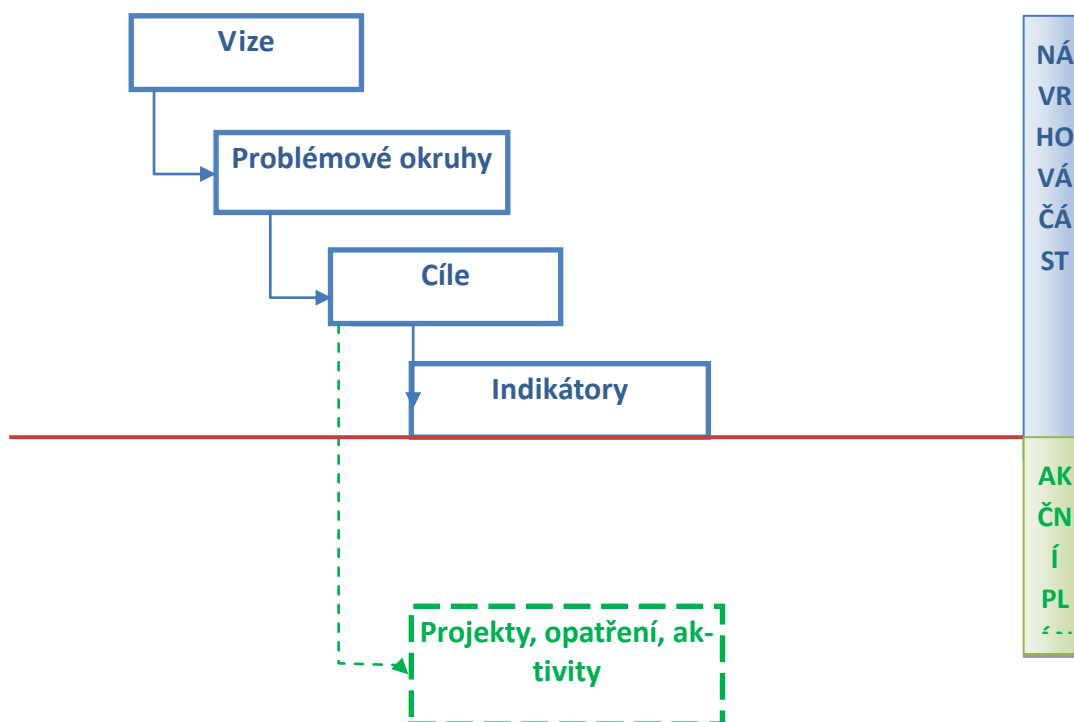 Vize
Problémové okruhy
Cíle
Indikátory
Projekty, opatření, ak-
tivity
NÁ
VR
HO
VÁ
ČÁ
ST
AK
ČN
Í
PL